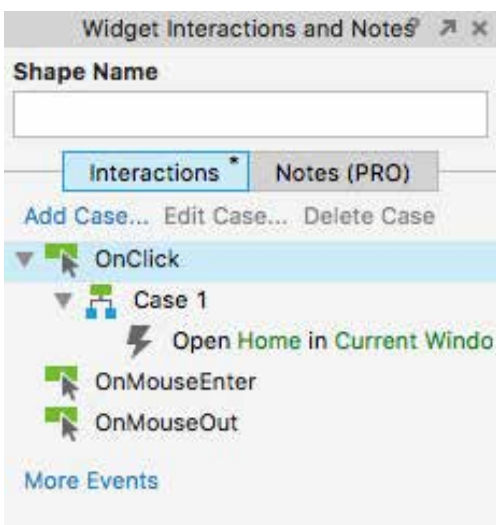 Widget Interactions and Notes
Shape Name
Interactions * Notes (PRO)
Add Case... Edit Case... Delete Case
OnClick
Case 1
Open Home in Current Windo
OnMouseEnter
OnMouseOut
More Events